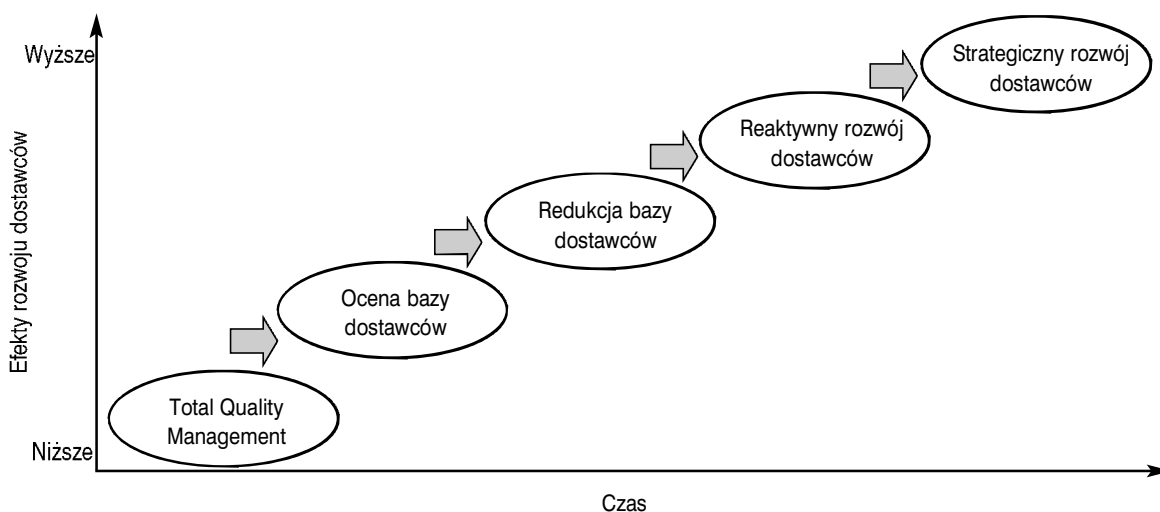 Wyższe
Strategiczny rozwój
dostawców
Reaktywny rozwój
dostawców
Redukcja bazy
dostawców
Ocena bazy
dostawców
Total Quality
Management
Niższe
Efekty rozwoju dostawców
Czas